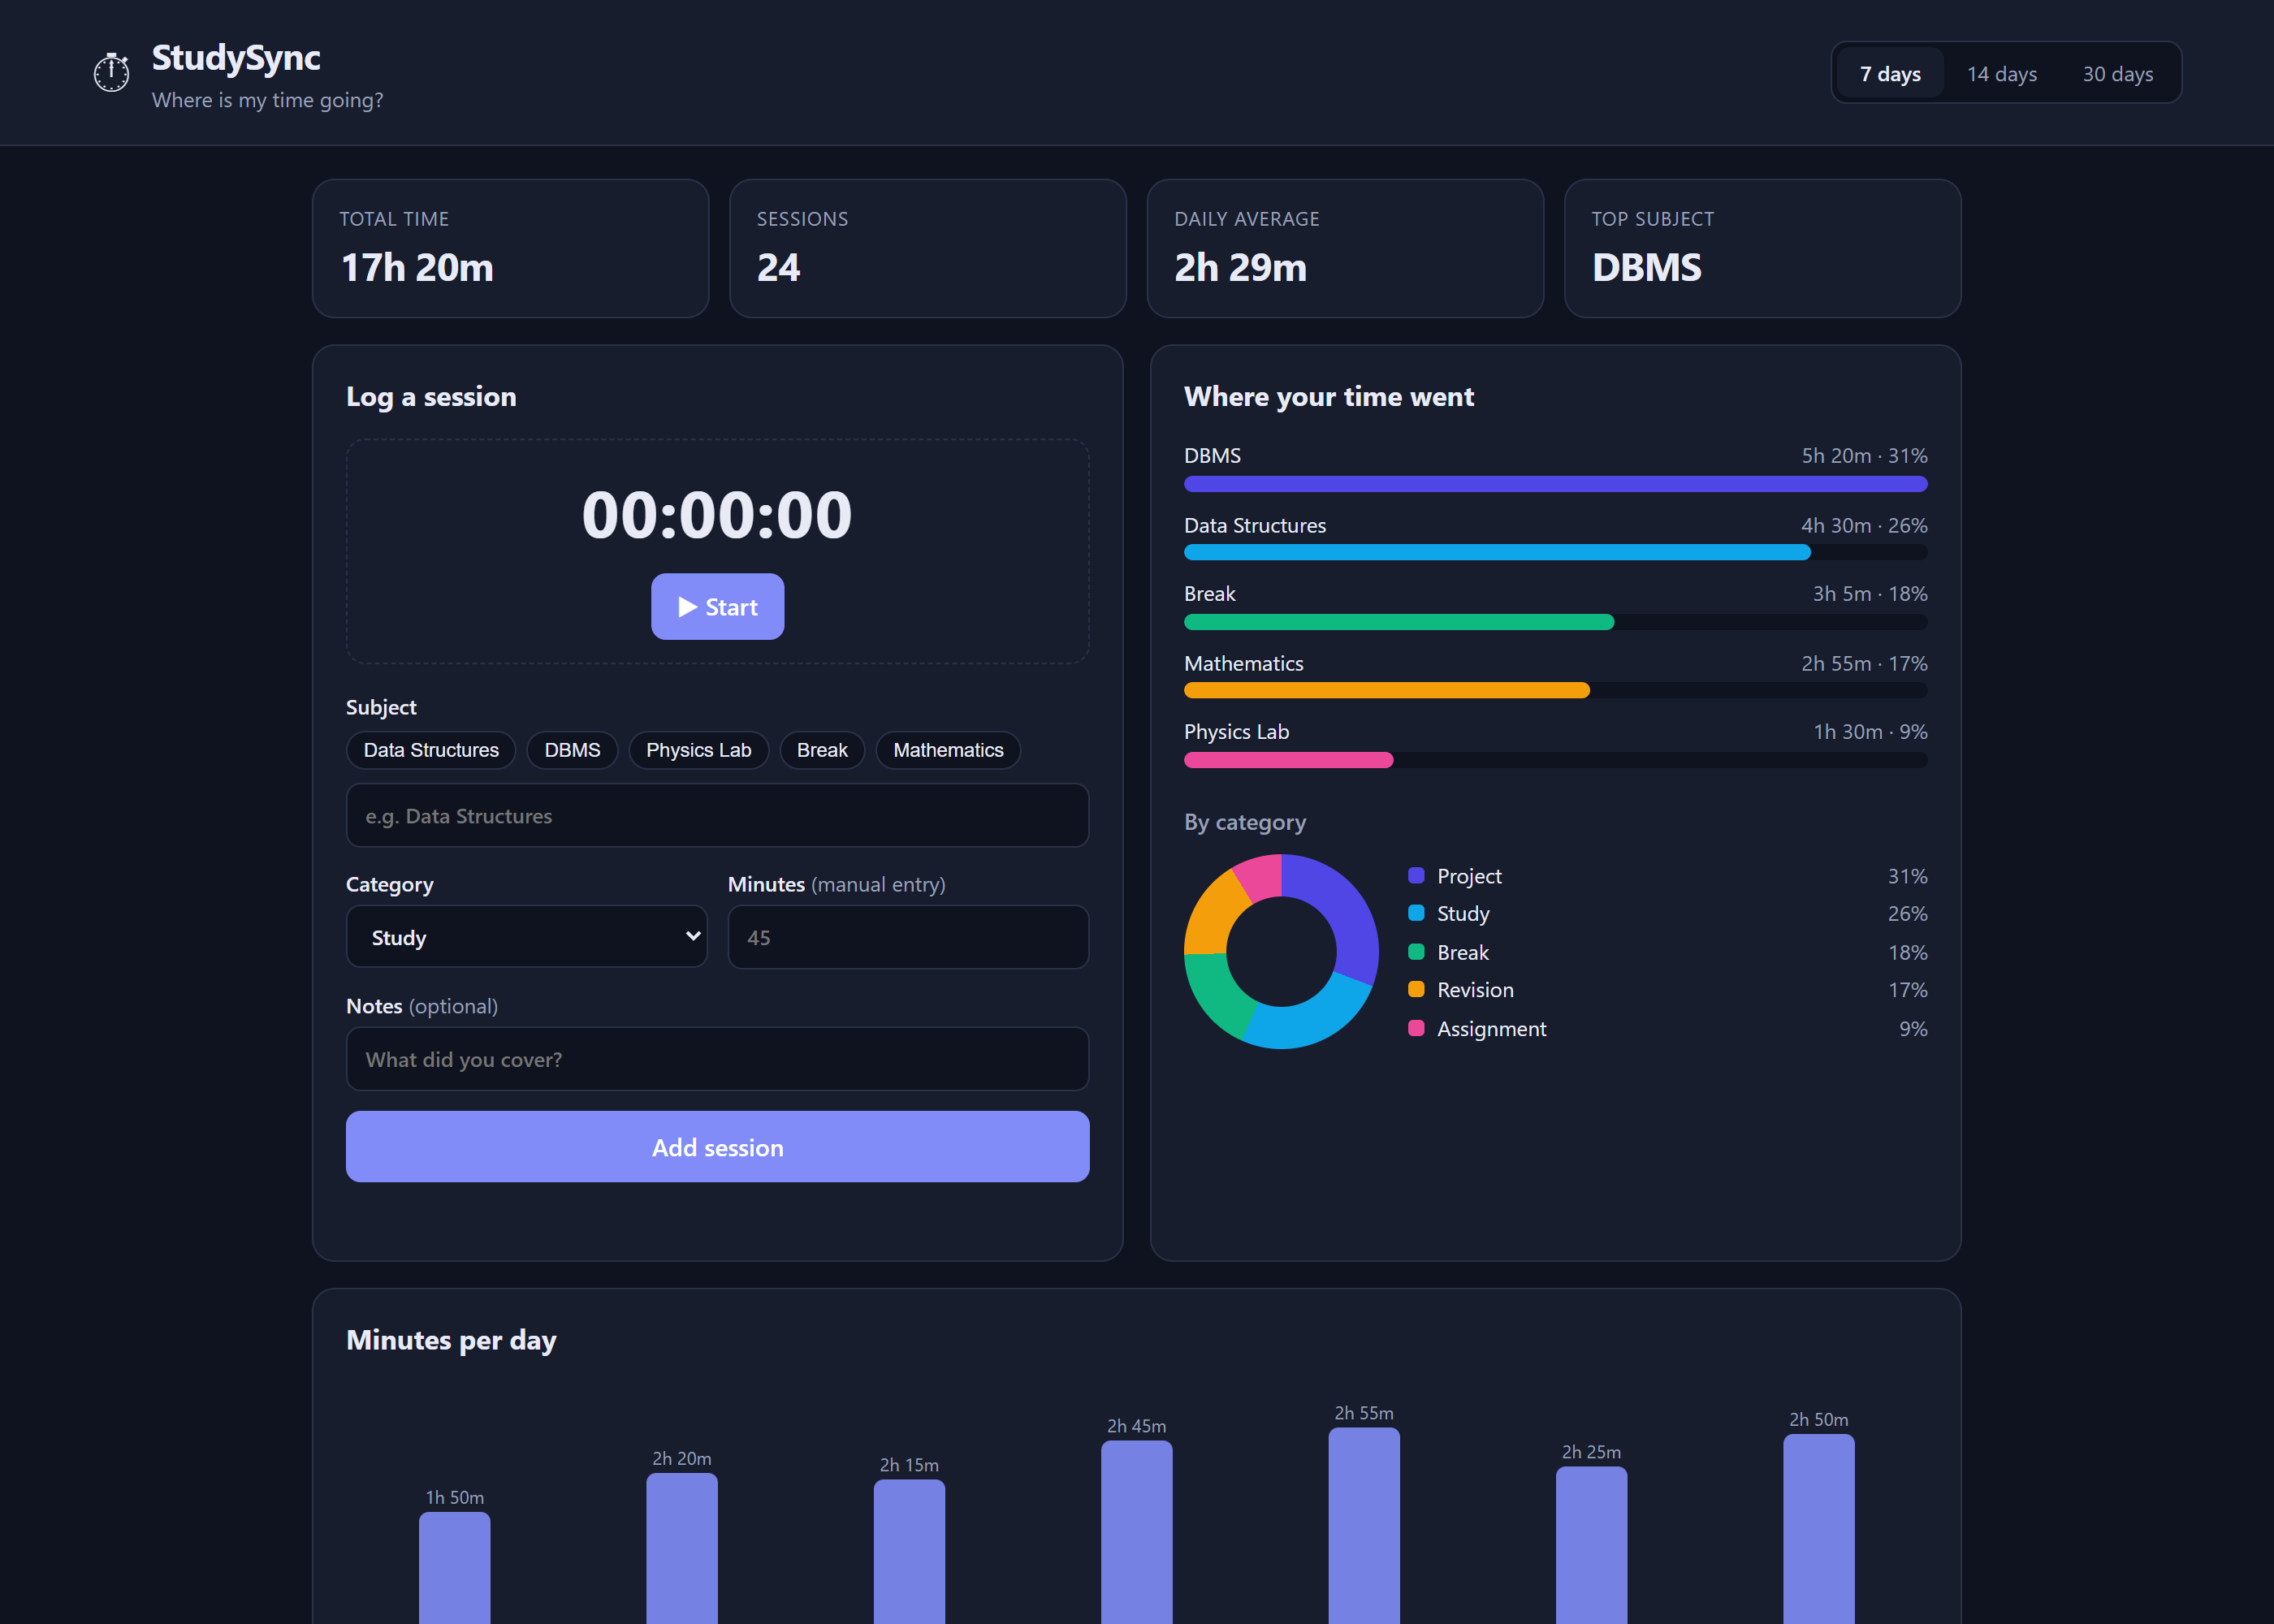 StudySync
Where is my time going?
7 days 14 days 30 days
TOTAL TIME
17h 20m
SESSIONS
24
DAILY AVERAGE
2h 29m
TOP SUBJECT
DBMS
Log a session
00:00:00
▶ Start
Subject
Data Structures DBMS Physics Lab Break Mathematics
e.g. Data Structures
Category
Study
Minutes (manual entry)
45
Notes (optional)
What did you cover?
Add session
Where your time went
DBMS 5h 20m · 31%
Data Structures 4h 30m · 26%
Break 3h 5m · 18%
Mathematics 2h 55m · 17%
Physics Lab 1h 30m · 9%
By category
Project 31%
Study 26%
Break 18%
Revision 17%
Assignment 9%
Minutes per day
1h 50m 2h 20m 2h 15m 2h 45m 2h 55m 2h 25m 2h 50m